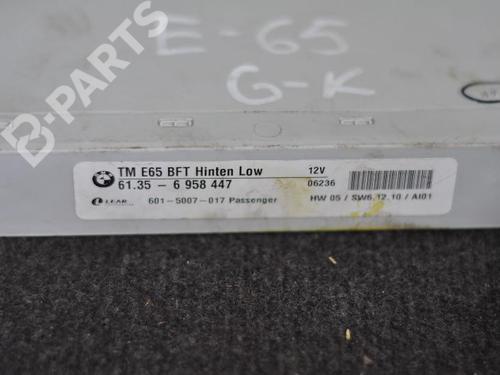 E-65
G-K
B-PARTS
TM E65 BFT Hinten Low 12V
61.35 - 6 958 447 06236
LEAR 601-5007-017 Passenger HW 05 / SW6.12.10 / AI01